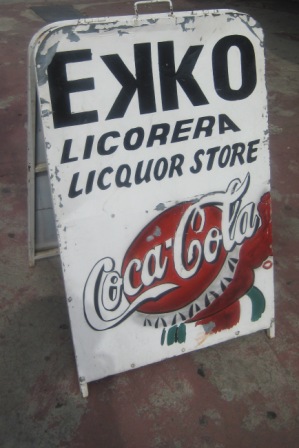 EKKO
LICORERA
LICQUOR STORE
Coca-Cola